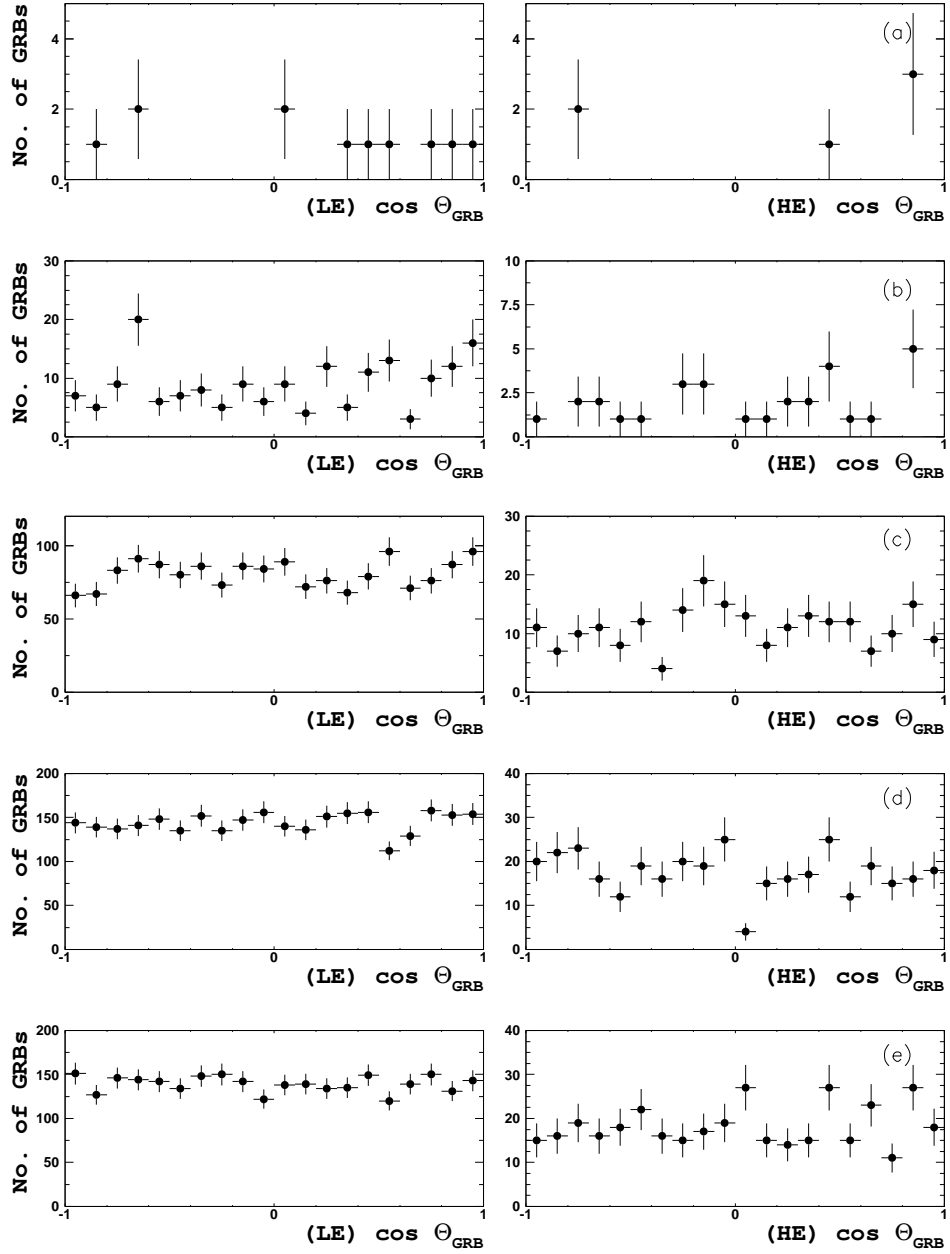 No. of GRBs
4
2
0
-1 0 1
(LE) cos Θ_GRB
(a)
4
2
0
-1 0 1
(HE) cos Θ_GRB
No. of GRBs
30
20
10
0
-1 0 1
(LE) cos Θ_GRB
(b)
10
7.5
5
2.5
0
-1 0 1
(HE) cos Θ_GRB
No. of GRBs
100
75
50
25
0
-1 0 1
(LE) cos Θ_GRB
(c)
30
20
10
0
-1 0 1
(HE) cos Θ_GRB
No. of GRBs
200
150
100
50
0
-1 0 1
(LE) cos Θ_GRB
(d)
40
30
20
10
0
-1 0 1
(HE) cos Θ_GRB
No. of GRBs
200
150
100
50
0
-1 0 1
(LE) cos Θ_GRB
(e)
40
30
20
10
0
-1 0 1
(HE) cos Θ_GRB